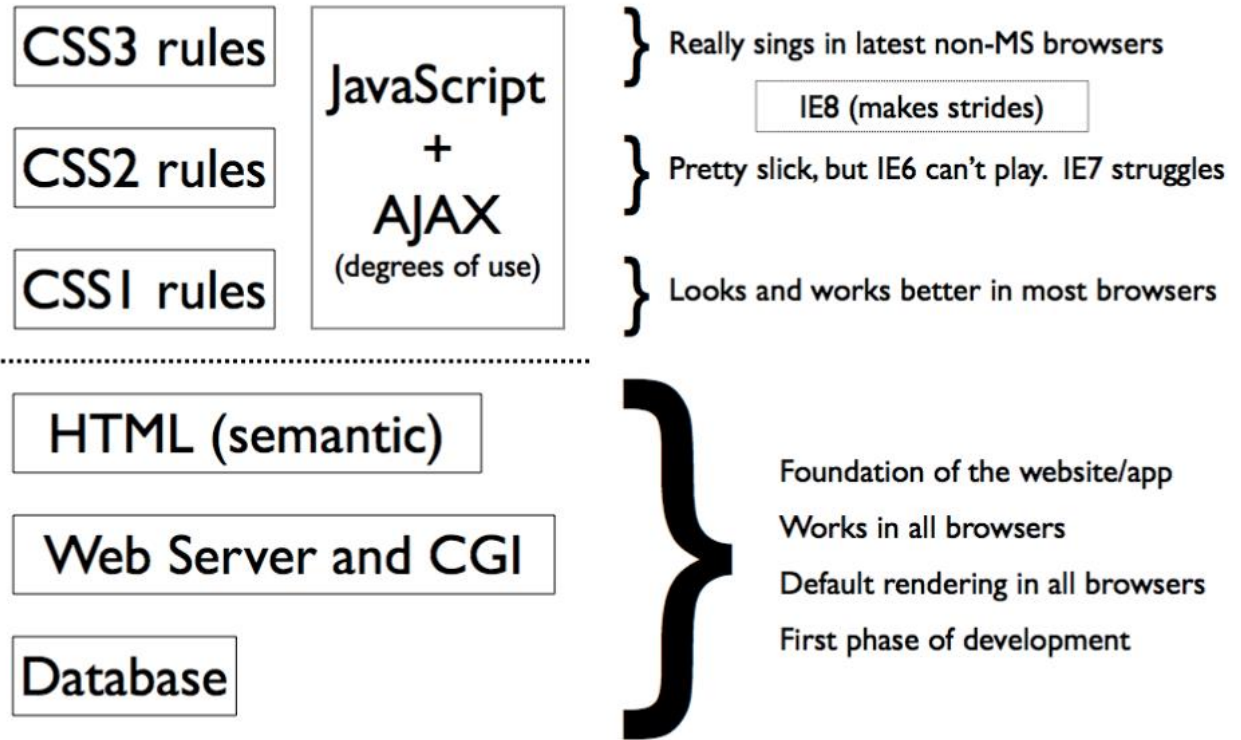 CSS3 rules
CSS2 rules
CSS1 rules
JavaScript
+
AJAX
(degrees of use)
} Really sings in latest non-MS browsers
IE8 (makes strides)
} Pretty slick, but IE6 can't play. IE7 struggles
} Looks and works better in most browsers
HTML (semantic)
Web Server and CGI
Database
}
Foundation of the website/app
Works in all browsers
Default rendering in all browsers
First phase of development